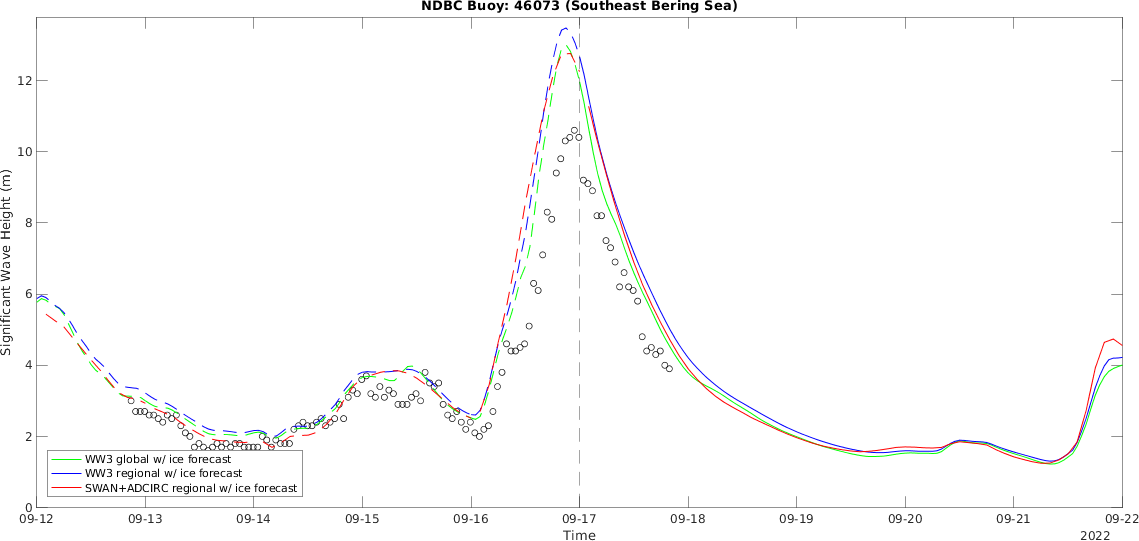 NDBC Buoy: 46073 (Southeast Bering Sea)
Significant Wave Height (m)
12
10
8
6
4
2
0
WW3 global w/ ice forecast
WW3 regional w/ ice forecast
SWAN+ADCIRC regional w/ ice forecast
09-12 09-13 09-14 09-15 09-16 09-17 09-18 09-19 09-20 09-21 09-22
Time
2022